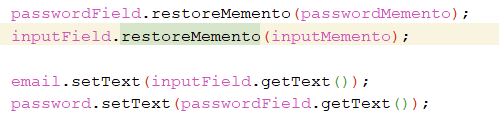 passwordField.restoreMemento(passwordMemento);
inputField.restoreMemento(inputMemento);
email.setText(inputField.getText());
password.setText(passwordField.getText());